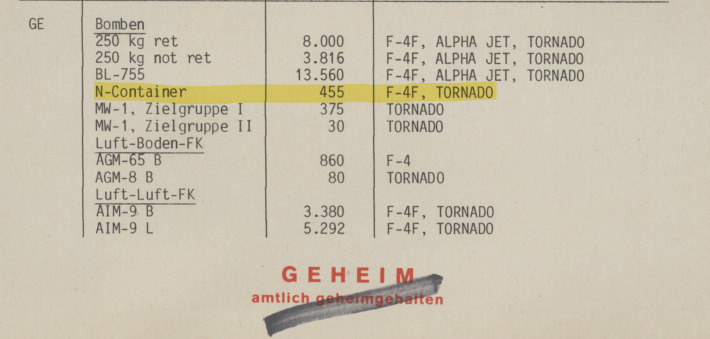 GE Bomben
250 kg ret 8.000 F-4F, ALPHA JET, TORNADO
250 kg not ret 3.816 F-4F, ALPHA JET, TORNADO
BL-755 13.560 F-4F, ALPHA JET, TORNADO
N-Container 455 F-4F, TORNADO
MW-1, Zielgruppe I 375 TORNADO
MW-1, Zielgruppe II 30 TORNADO
Luft-Boden-FK
AGM-65 B 860 F-4
AGM-8 B 80 TORNADO
Luft-Luft-FK
AIM-9 B 3.380 F-4F, TORNADO
AIM-9 L 5.292 F-4F, TORNADO
GEHEIM
amtlich geheimgehalten